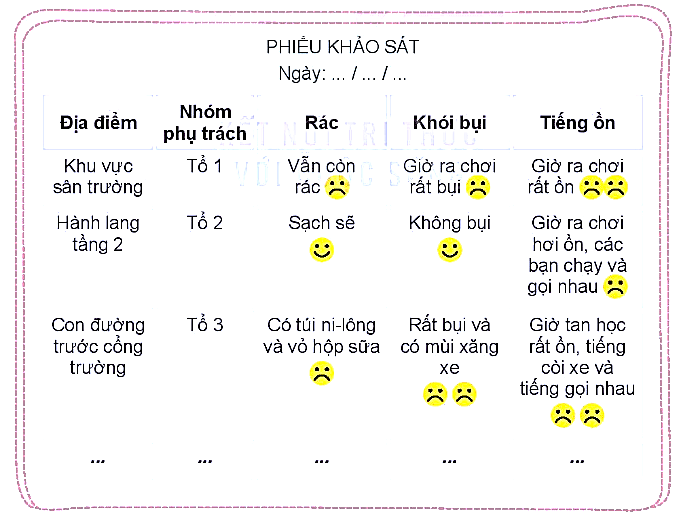 PHIẾU KHẢO SÁT
Ngày: ... / ... / ...
Địa điểm
Nhóm phụ trách
Rác
Khói bụi
Tiếng ồn
Khu vực sân trường
Tổ 1
Vẫn còn rác
Giờ ra chơi rất bụi
Giờ ra chơi rất ồn
Hành lang tầng 2
Tổ 2
Sạch sẽ
Không bụi
Giờ ra chơi hơi ồn, các bạn chạy và gọi nhau
Con đường trước cổng trường
Tổ 3
Có túi ni-lông và vỏ hộp sữa
Rất bụi và có mùi xăng xe
Giờ tan học rất ồn, tiếng còi xe và tiếng gọi nhau
...
...
...
...
...